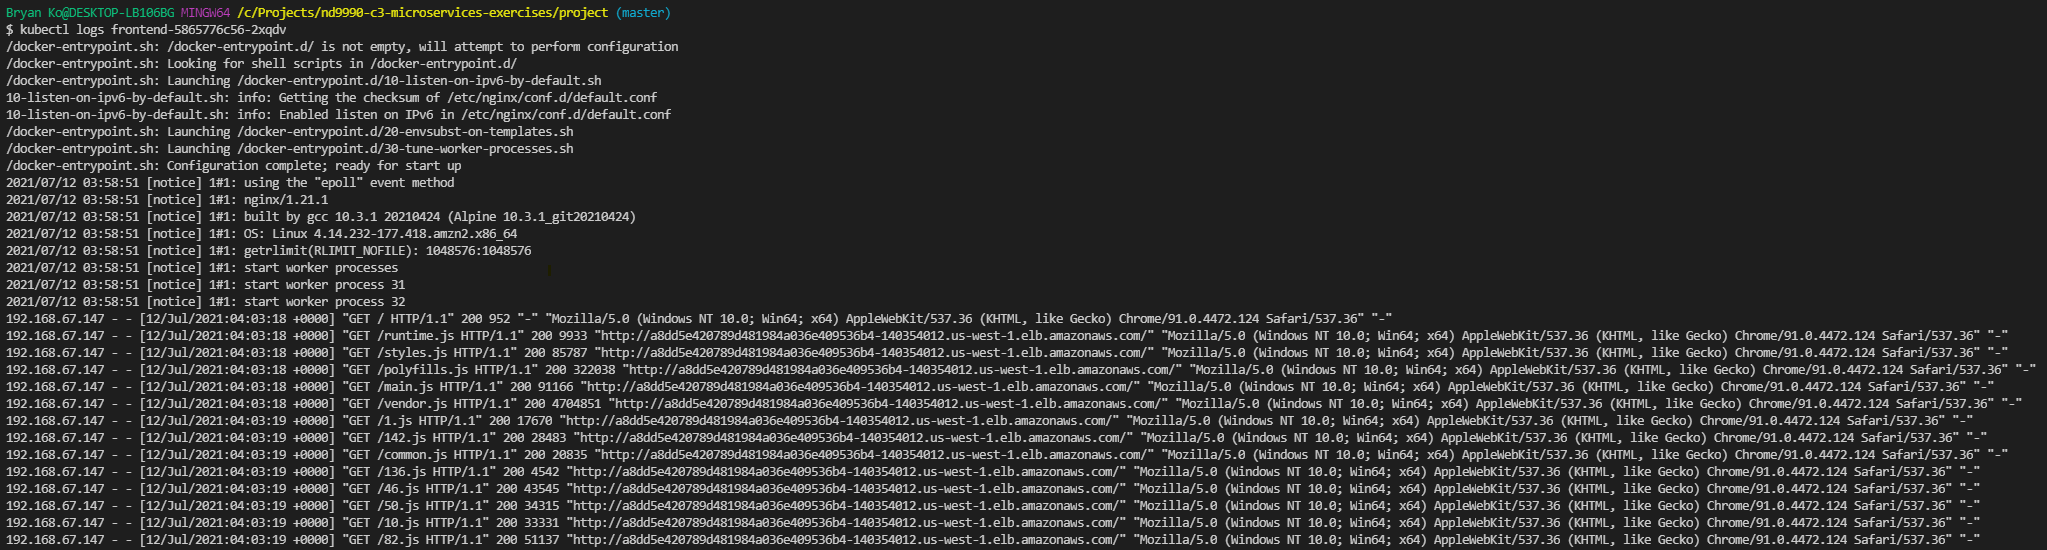 Bryan Ko@DESKTOP-LB106BG MINGW64 /c/Projects/nd9990-c3-microservices-exercises/project (master)
$ kubectl logs frontend-5865776c56-2xqdv
/docker-entrypoint.sh: /docker-entrypoint.d/ is not empty, will attempt to perform configuration
/docker-entrypoint.sh: Looking for shell scripts in /docker-entrypoint.d/
/docker-entrypoint.sh: Launching /docker-entrypoint.d/10-listen-on-ipv6-by-default.sh
10-listen-on-ipv6-by-default.sh: info: Getting the checksum of /etc/nginx/conf.d/default.conf
10-listen-on-ipv6-by-default.sh: info: Enabled listen on IPv6 in /etc/nginx/conf.d/default.conf
/docker-entrypoint.sh: Launching /docker-entrypoint.d/20-envsubst-on-templates.sh
/docker-entrypoint.sh: Launching /docker-entrypoint.d/30-tune-worker-processes.sh
/docker-entrypoint.sh: Configuration complete; ready for start up
2021/07/12 03:58:51 [notice] 1#1: using the "epoll" event method
2021/07/12 03:58:51 [notice] 1#1: nginx/1.21.1
2021/07/12 03:58:51 [notice] 1#1: built by gcc 10.3.1 20210424 (Alpine 10.3.1_git20210424)
2021/07/12 03:58:51 [notice] 1#1: OS: Linux 4.14.232-177.418.amzn2.x86_64
2021/07/12 03:58:51 [notice] 1#1: getrlimit(RLIMIT_NOFILE): 1048576:1048576
2021/07/12 03:58:51 [notice] 1#1: start worker processes
2021/07/12 03:58:51 [notice] 1#1: start worker process 31
2021/07/12 03:58:51 [notice] 1#1: start worker process 32
192.168.67.147 - - [12/Jul/2021:04:03:18 +0000] "GET / HTTP/1.1" 200 952 "-" "Mozilla/5.0 (Windows NT 10.0; Win64; x64) AppleWebKit/537.36 (KHTML, like Gecko) Chrome/91.0.4472.124 Safari/537.36" "-"
192.168.67.147 - - [12/Jul/2021:04:03:18 +0000] "GET /runtime.js HTTP/1.1" 200 9933 "http://a8dd5e420789d481984a036e409536b4-140354012.us-west-1.elb.amazonaws.com/" "Mozilla/5.0 (Windows NT 10.0; Win64; x64) AppleWebKit/537.36 (KHTML, like Gecko) Chrome/91.0.4472.124 Safari/537.36" "-"
192.168.67.147 - - [12/Jul/2021:04:03:18 +0000] "GET /styles.js HTTP/1.1" 200 85787 "http://a8dd5e420789d481984a036e409536b4-140354012.us-west-1.elb.amazonaws.com/" "Mozilla/5.0 (Windows NT 10.0; Win64; x64) AppleWebKit/537.36 (KHTML, like Gecko) Chrome/91.0.4472.124 Safari/537.36" "-"
192.168.67.147 - - [12/Jul/2021:04:03:18 +0000] "GET /polyfills.js HTTP/1.1" 200 322038 "http://a8dd5e420789d481984a036e409536b4-140354012.us-west-1.elb.amazonaws.com/" "Mozilla/5.0 (Windows NT 10.0; Win64; x64) AppleWebKit/537.36 (KHTML, like Gecko) Chrome/91.0.4472.124 Safari/537.36" "-"
192.168.67.147 - - [12/Jul/2021:04:03:18 +0000] "GET /main.js HTTP/1.1" 200 91166 "http://a8dd5e420789d481984a036e409536b4-140354012.us-west-1.elb.amazonaws.com/" "Mozilla/5.0 (Windows NT 10.0; Win64; x64) AppleWebKit/537.36 (KHTML, like Gecko) Chrome/91.0.4472.124 Safari/537.36" "-"
192.168.67.147 - - [12/Jul/2021:04:03:18 +0000] "GET /vendor.js HTTP/1.1" 200 4704851 "http://a8dd5e420789d481984a036e409536b4-140354012.us-west-1.elb.amazonaws.com/" "Mozilla/5.0 (Windows NT 10.0; Win64; x64) AppleWebKit/537.36 (KHTML, like Gecko) Chrome/91.0.4472.124 Safari/537.36" "-"
192.168.67.147 - - [12/Jul/2021:04:03:19 +0000] "GET /1.js HTTP/1.1" 200 17670 "http://a8dd5e420789d481984a036e409536b4-140354012.us-west-1.elb.amazonaws.com/" "Mozilla/5.0 (Windows NT 10.0; Win64; x64) AppleWebKit/537.36 (KHTML, like Gecko) Chrome/91.0.4472.124 Safari/537.36" "-"
192.168.67.147 - - [12/Jul/2021:04:03:19 +0000] "GET /142.js HTTP/1.1" 200 28483 "http://a8dd5e420789d481984a036e409536b4-140354012.us-west-1.elb.amazonaws.com/" "Mozilla/5.0 (Windows NT 10.0; Win64; x64) AppleWebKit/537.36 (KHTML, like Gecko) Chrome/91.0.4472.124 Safari/537.36" "-"
192.168.67.147 - - [12/Jul/2021:04:03:19 +0000] "GET /common.js HTTP/1.1" 200 20835 "http://a8dd5e420789d481984a036e409536b4-140354012.us-west-1.elb.amazonaws.com/" "Mozilla/5.0 (Windows NT 10.0; Win64; x64) AppleWebKit/537.36 (KHTML, like Gecko) Chrome/91.0.4472.124 Safari/537.36" "-"
192.168.67.147 - - [12/Jul/2021:04:03:19 +0000] "GET /136.js HTTP/1.1" 200 4542 "http://a8dd5e420789d481984a036e409536b4-140354012.us-west-1.elb.amazonaws.com/" "Mozilla/5.0 (Windows NT 10.0; Win64; x64) AppleWebKit/537.36 (KHTML, like Gecko) Chrome/91.0.4472.124 Safari/537.36" "-"
192.168.67.147 - - [12/Jul/2021:04:03:19 +0000] "GET /46.js HTTP/1.1" 200 43545 "http://a8dd5e420789d481984a036e409536b4-140354012.us-west-1.elb.amazonaws.com/" "Mozilla/5.0 (Windows NT 10.0; Win64; x64) AppleWebKit/537.36 (KHTML, like Gecko) Chrome/91.0.4472.124 Safari/537.36" "-"
192.168.67.147 - - [12/Jul/2021:04:03:19 +0000] "GET /50.js HTTP/1.1" 200 34315 "http://a8dd5e420789d481984a036e409536b4-140354012.us-west-1.elb.amazonaws.com/" "Mozilla/5.0 (Windows NT 10.0; Win64; x64) AppleWebKit/537.36 (KHTML, like Gecko) Chrome/91.0.4472.124 Safari/537.36" "-"
192.168.67.147 - - [12/Jul/2021:04:03:19 +0000] "GET /10.js HTTP/1.1" 200 33331 "http://a8dd5e420789d481984a036e409536b4-140354012.us-west-1.elb.amazonaws.com/" "Mozilla/5.0 (Windows NT 10.0; Win64; x64) AppleWebKit/537.36 (KHTML, like Gecko) Chrome/91.0.4472.124 Safari/537.36" "-"
192.168.67.147 - - [12/Jul/2021:04:03:19 +0000] "GET /82.js HTTP/1.1" 200 51137 "http://a8dd5e420789d481984a036e409536b4-140354012.us-west-1.elb.amazonaws.com/" "Mozilla/5.0 (Windows NT 10.0; Win64; x64) AppleWebKit/537.36 (KHTML, like Gecko) Chrome/91.0.4472.124 Safari/537.36" "-"